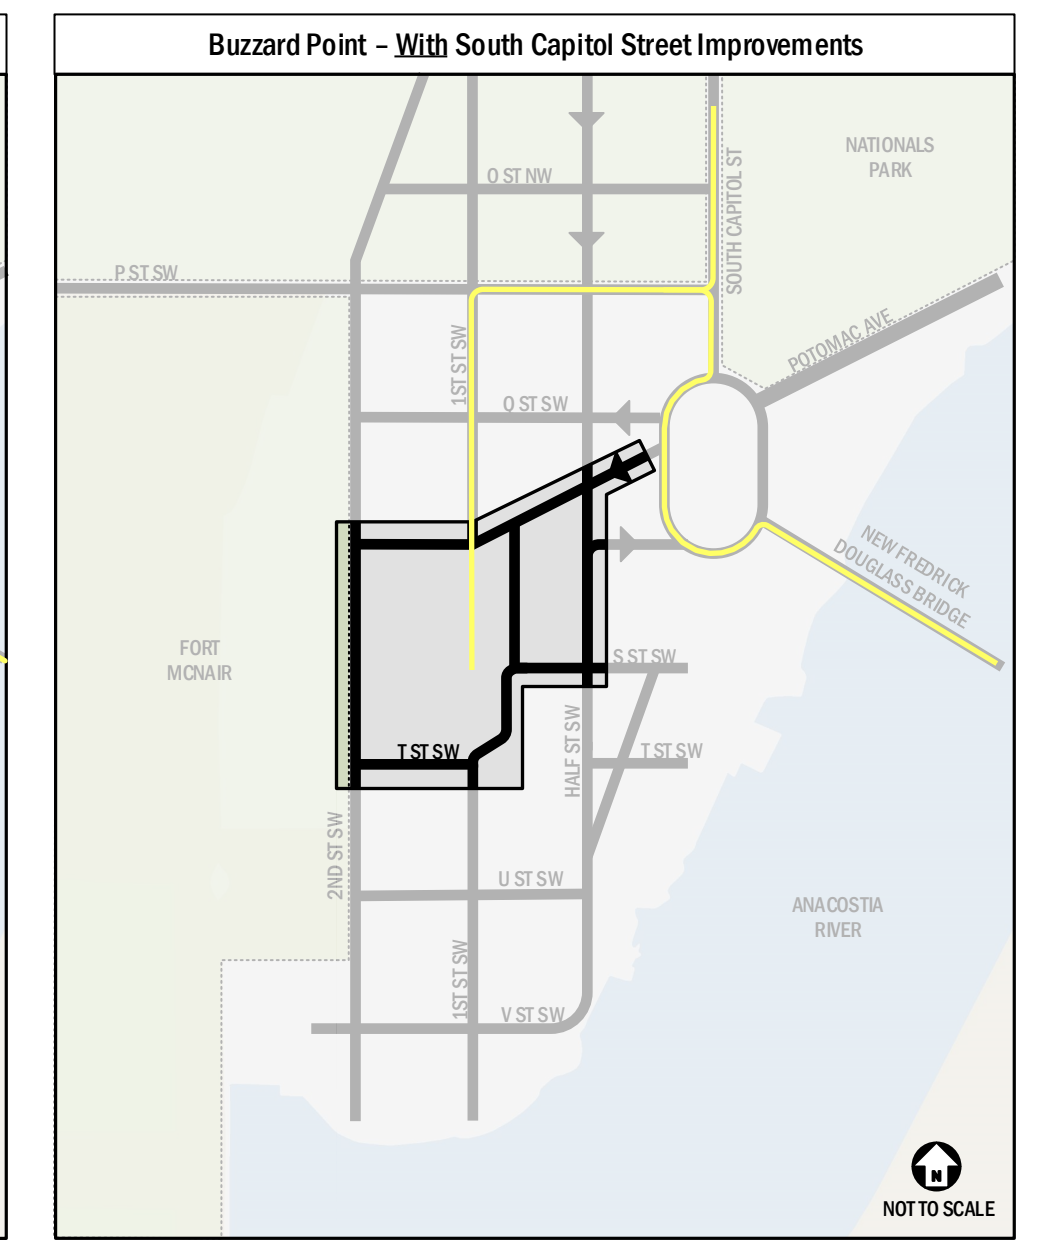 Buzzard Point – With South Capitol Street Improvements
NATIONALS
PARK
O ST NW
SOUTH CAPITOL ST
P ST SW
POTOMAC AVE
1ST ST SW
Q ST SW
NEW FREDRICK
DOUGLASS BRIDGE
FORT
MCNAIR
S ST SW
T ST SW
T ST SW
HALF ST SW
2ND ST SW
U ST SW
ANACOSTIA
RIVER
1ST ST SW
V ST SW
N
NOT TO SCALE